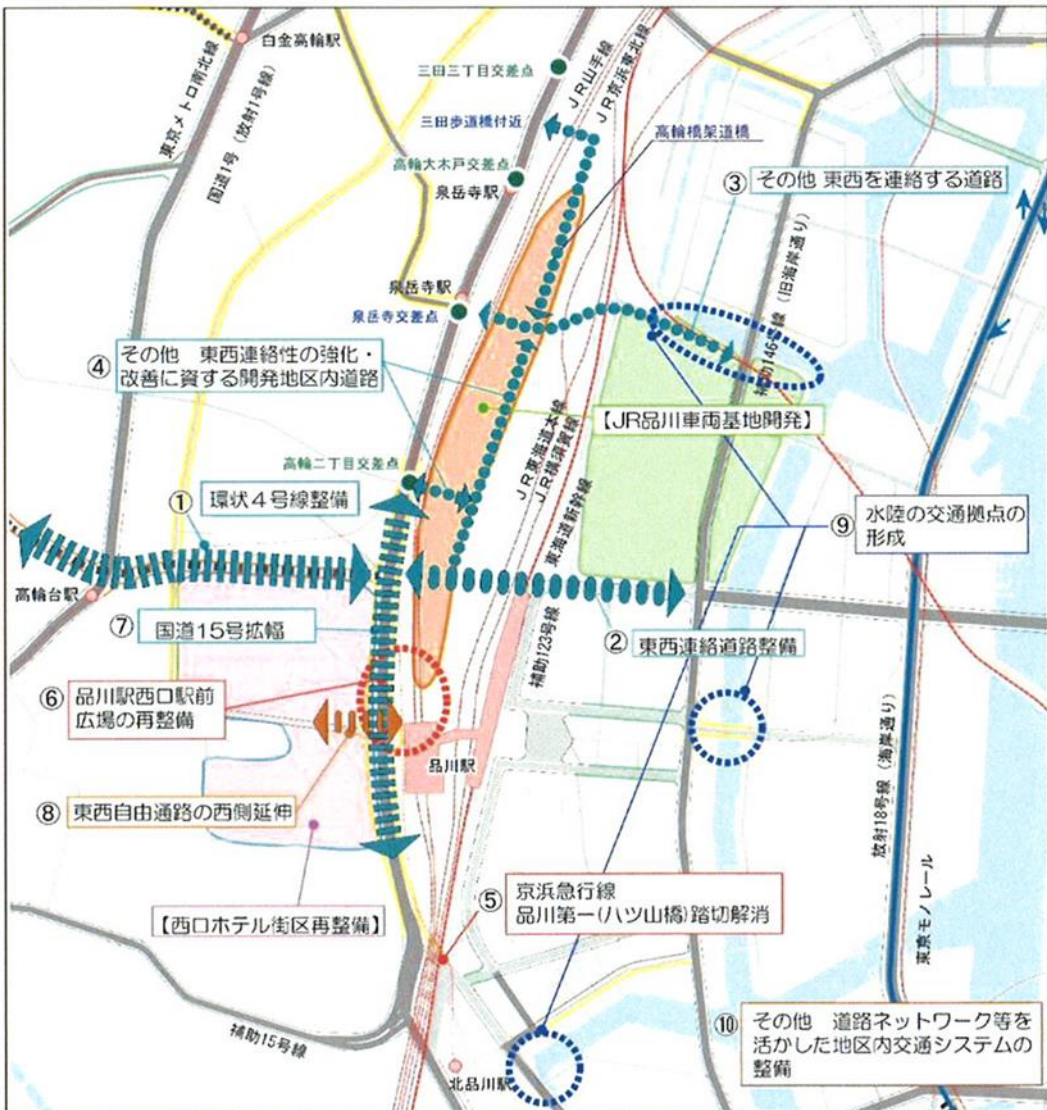 白金高輪駅
東京メトロ南北線
国道1号(放射1号線)
三田三丁目交差点
JR山手線
JR京浜東北線
三田歩道橋付近
高輪橋架道橋
高輪大木戸交差点
泉岳寺駅
③ その他 東西を連絡する道路
補助146号線(旧海岸通り)
泉岳寺駅
泉岳寺交差点
④ その他 東西連絡性の強化・
改善に資する開発地区内道路
【JR品川車両基地開発】
JR東海道本線
JR横須賀線
東海道新幹線
高輪二丁目交差点
① 環状4号線整備
⑨ 水陸の交通拠点の
形成
高輪台駅
⑦ 国道15号拡幅
② 東西連絡道路整備
補助123号線
⑥ 品川駅西口駅前
広場の再整備
品川駅
⑧ 東西自由通路の西側延伸
放射18号線(海岸通り)
東京モノレール
⑤ 京浜急行線
品川第一(八ツ山橋)踏切解消
【西口ホテル街区再整備】
補助15号線
⑩ その他 道路ネットワーク等を
活かした地区内交通システムの
整備
北品川駅